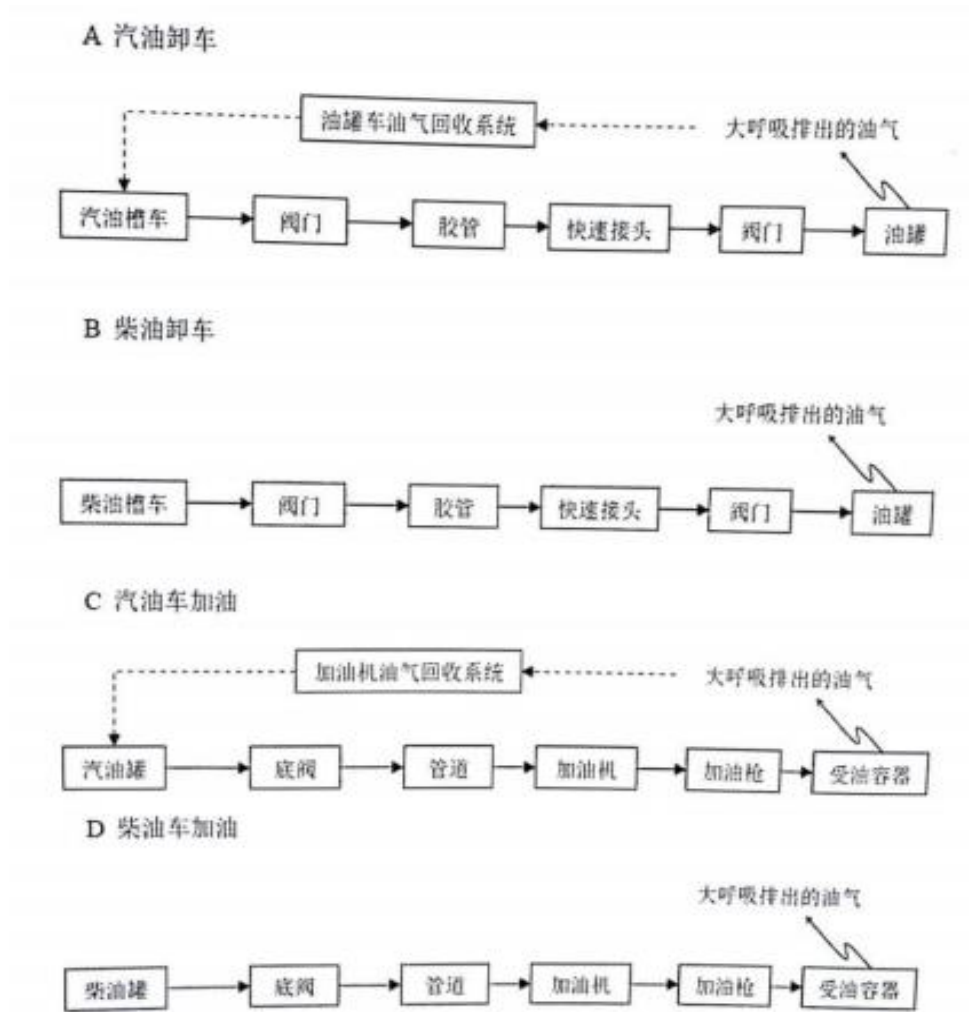 A 汽油卸车
油罐车油气回收系统 大呼吸排出的油气
汽油槽车 阀门 胶管 快速接头 阀门 油罐
B 柴油卸车
大呼吸排出的油气
柴油槽车 阀门 胶管 快速接头 阀门 油罐
C 汽油车加油
加油机油气回收系统 大呼吸排出的油气
汽油罐 底阀 管道 加油机 加油枪 受油容器
D 柴油车加油
大呼吸排出的油气
柴油罐 底阀 管道 加油机 加油枪 受油容器